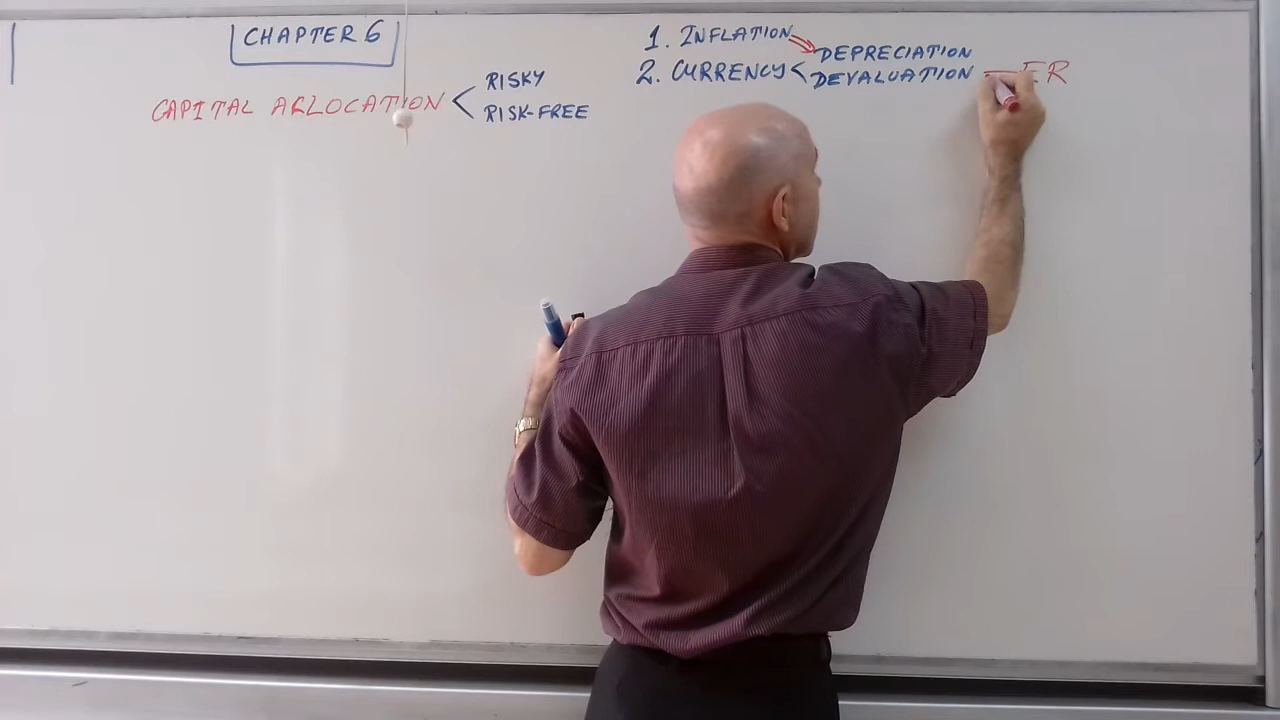 CHAPTER 6
CAPITAL ALLOCATION
RISKY
RISK-FREE
1. INFLATION
2. CURRENCY
DEPRECIATION
DEVALUATION
ER